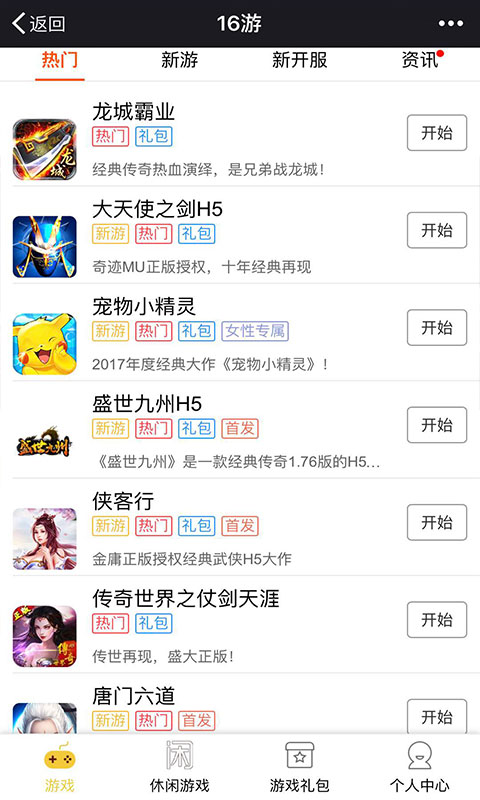 返回
16游
热门 新游 新开服 资讯
龙城
龙城霸业
热门 礼包
经典传奇热血演绎，是兄弟战龙城！
开始
大天使之剑H5
新游 热门 礼包
奇迹MU正版授权，十年经典再现
开始
宠物小精灵
新游 热门 礼包 女性专属
2017年度经典大作《宠物小精灵》！
开始
盛世九州
盛世九州H5
新游 热门 礼包 首发
《盛世九州》是一款经典传奇1.76版的H5…
开始
侠客行
新游 热门 礼包 首发
金庸正版授权经典武侠H5大作
开始
传奇世界之仗剑天涯
热门 礼包
传世再现，盛大正版！
开始
唐门六道
新游 热门 首发
开始
闲
游戏 休闲游戏 游戏礼包 个人中心